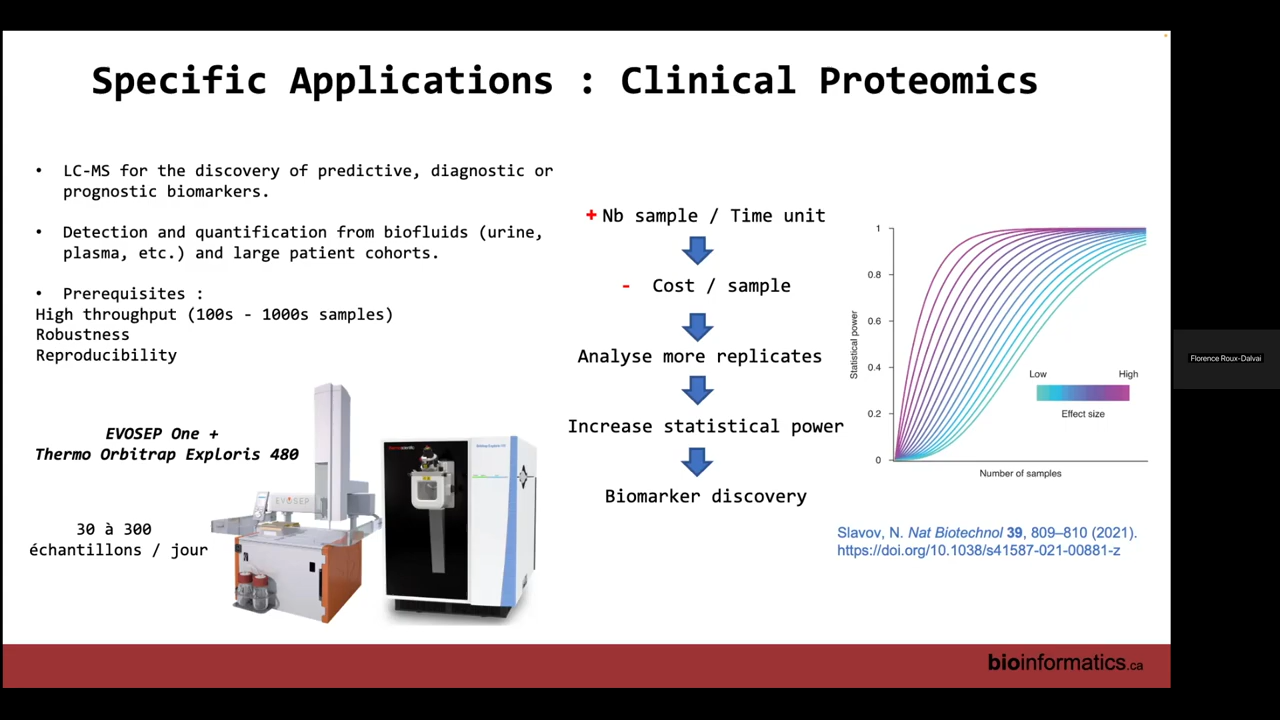 Specific Applications : Clinical Proteomics
• LC-MS for the discovery of predictive, diagnostic or
prognostic biomarkers.
• Detection and quantification from biofluids (urine,
plasma, etc.) and large patient cohorts.
• Prerequisites :
High throughput (100s - 1000s samples)
Robustness
Reproducibility
EVOSEP One +
Thermo Orbitrap Exploris 480
30 à 300
échantillons / jour
EVOSEP
+ Nb sample / Time unit
- Cost / sample
Analyse more replicates
Increase statistical power
Biomarker discovery
1
0.8
0.6
0.4
0.2
0
Statistical power
Low High
Effect size
Number of samples
Slavov, N. Nat Biotechnol 39, 809–810 (2021).
https://doi.org/10.1038/s41587-021-00881-z
bioinformatics.ca
Florence Roux-Dalvai